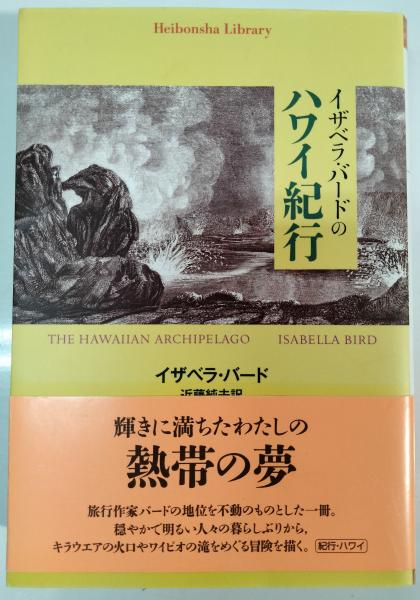 Heibonsha Library
イザベラ・バードの
ハワイ紀行
THE HAWAIIAN ARCHIPELAGO ISABELLA BIRD
イザベラ・バード
近藤純夫訳
輝きに満ちたわたしの
熱帯の夢
旅行作家バードの地位を不動のものとした一冊。
穏やかで明るい人々の暮らしぶりから、
キラウエアの火口やワイピオの滝をめぐる冒険を描く。 紀行・ハワイ